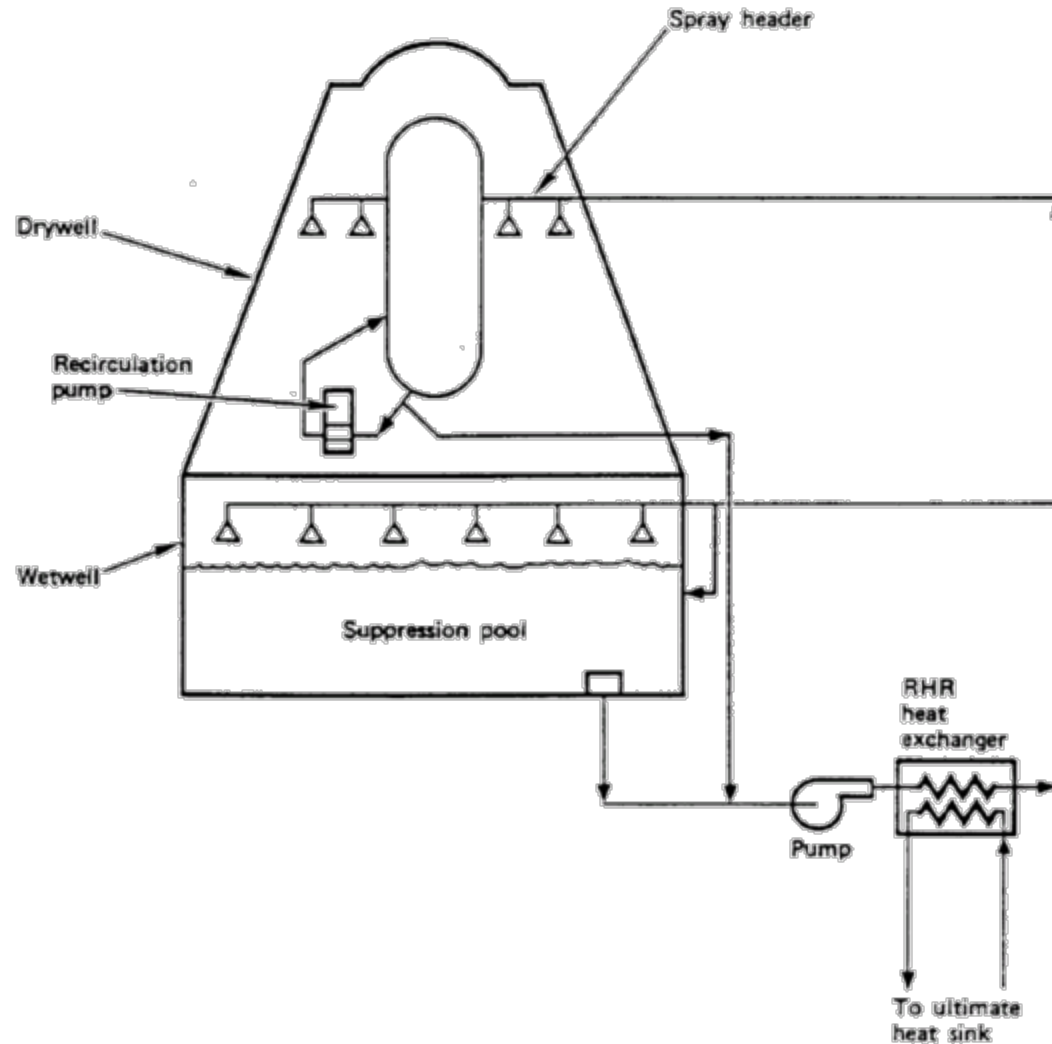 Spray header
Drywell
Recirculation
pump
Wetwell
Suppression pool
RHR
heat
exchanger
Pump
To ultimate
heat sink